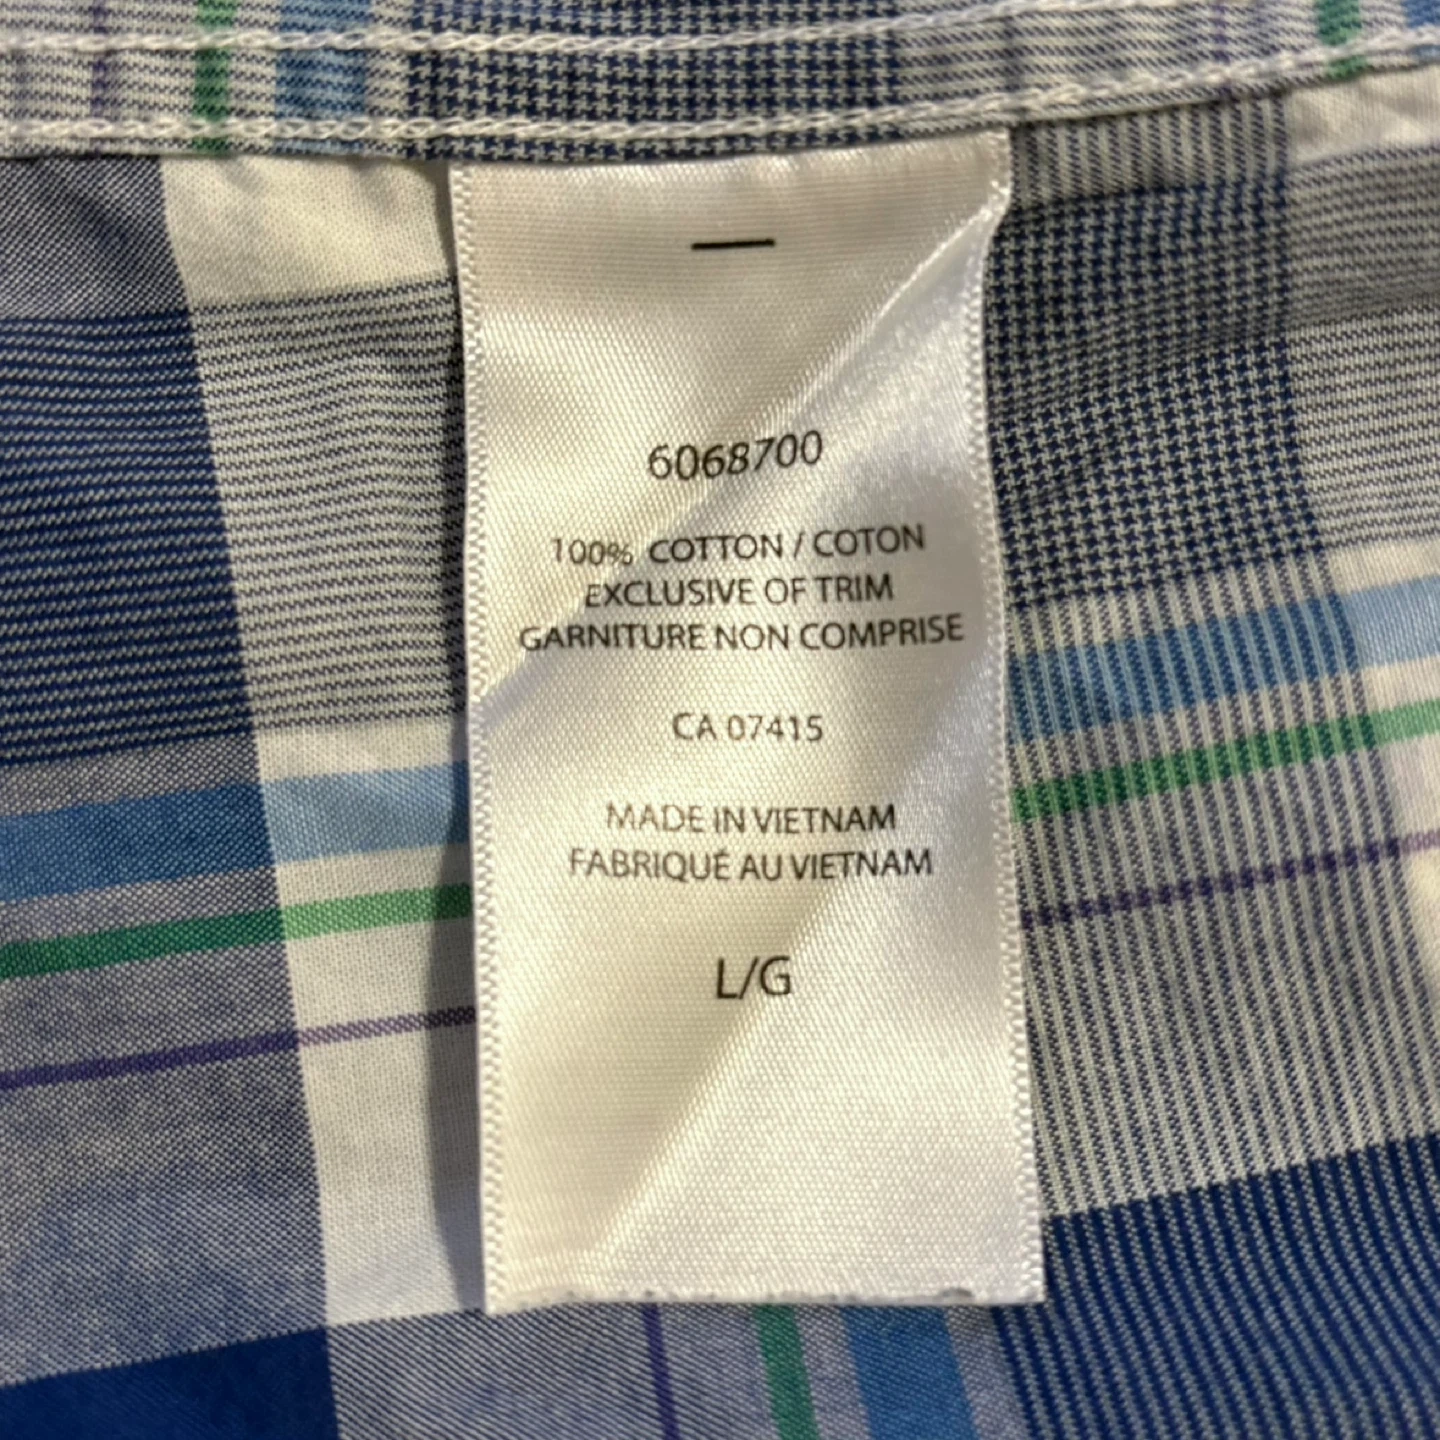 6068700
100% COTTON / COTON
EXCLUSIVE OF TRIM
GARNITURE NON COMPRISE
CA 07415
MADE IN VIETNAM
FABRIQUÉ AU VIETNAM
L/G